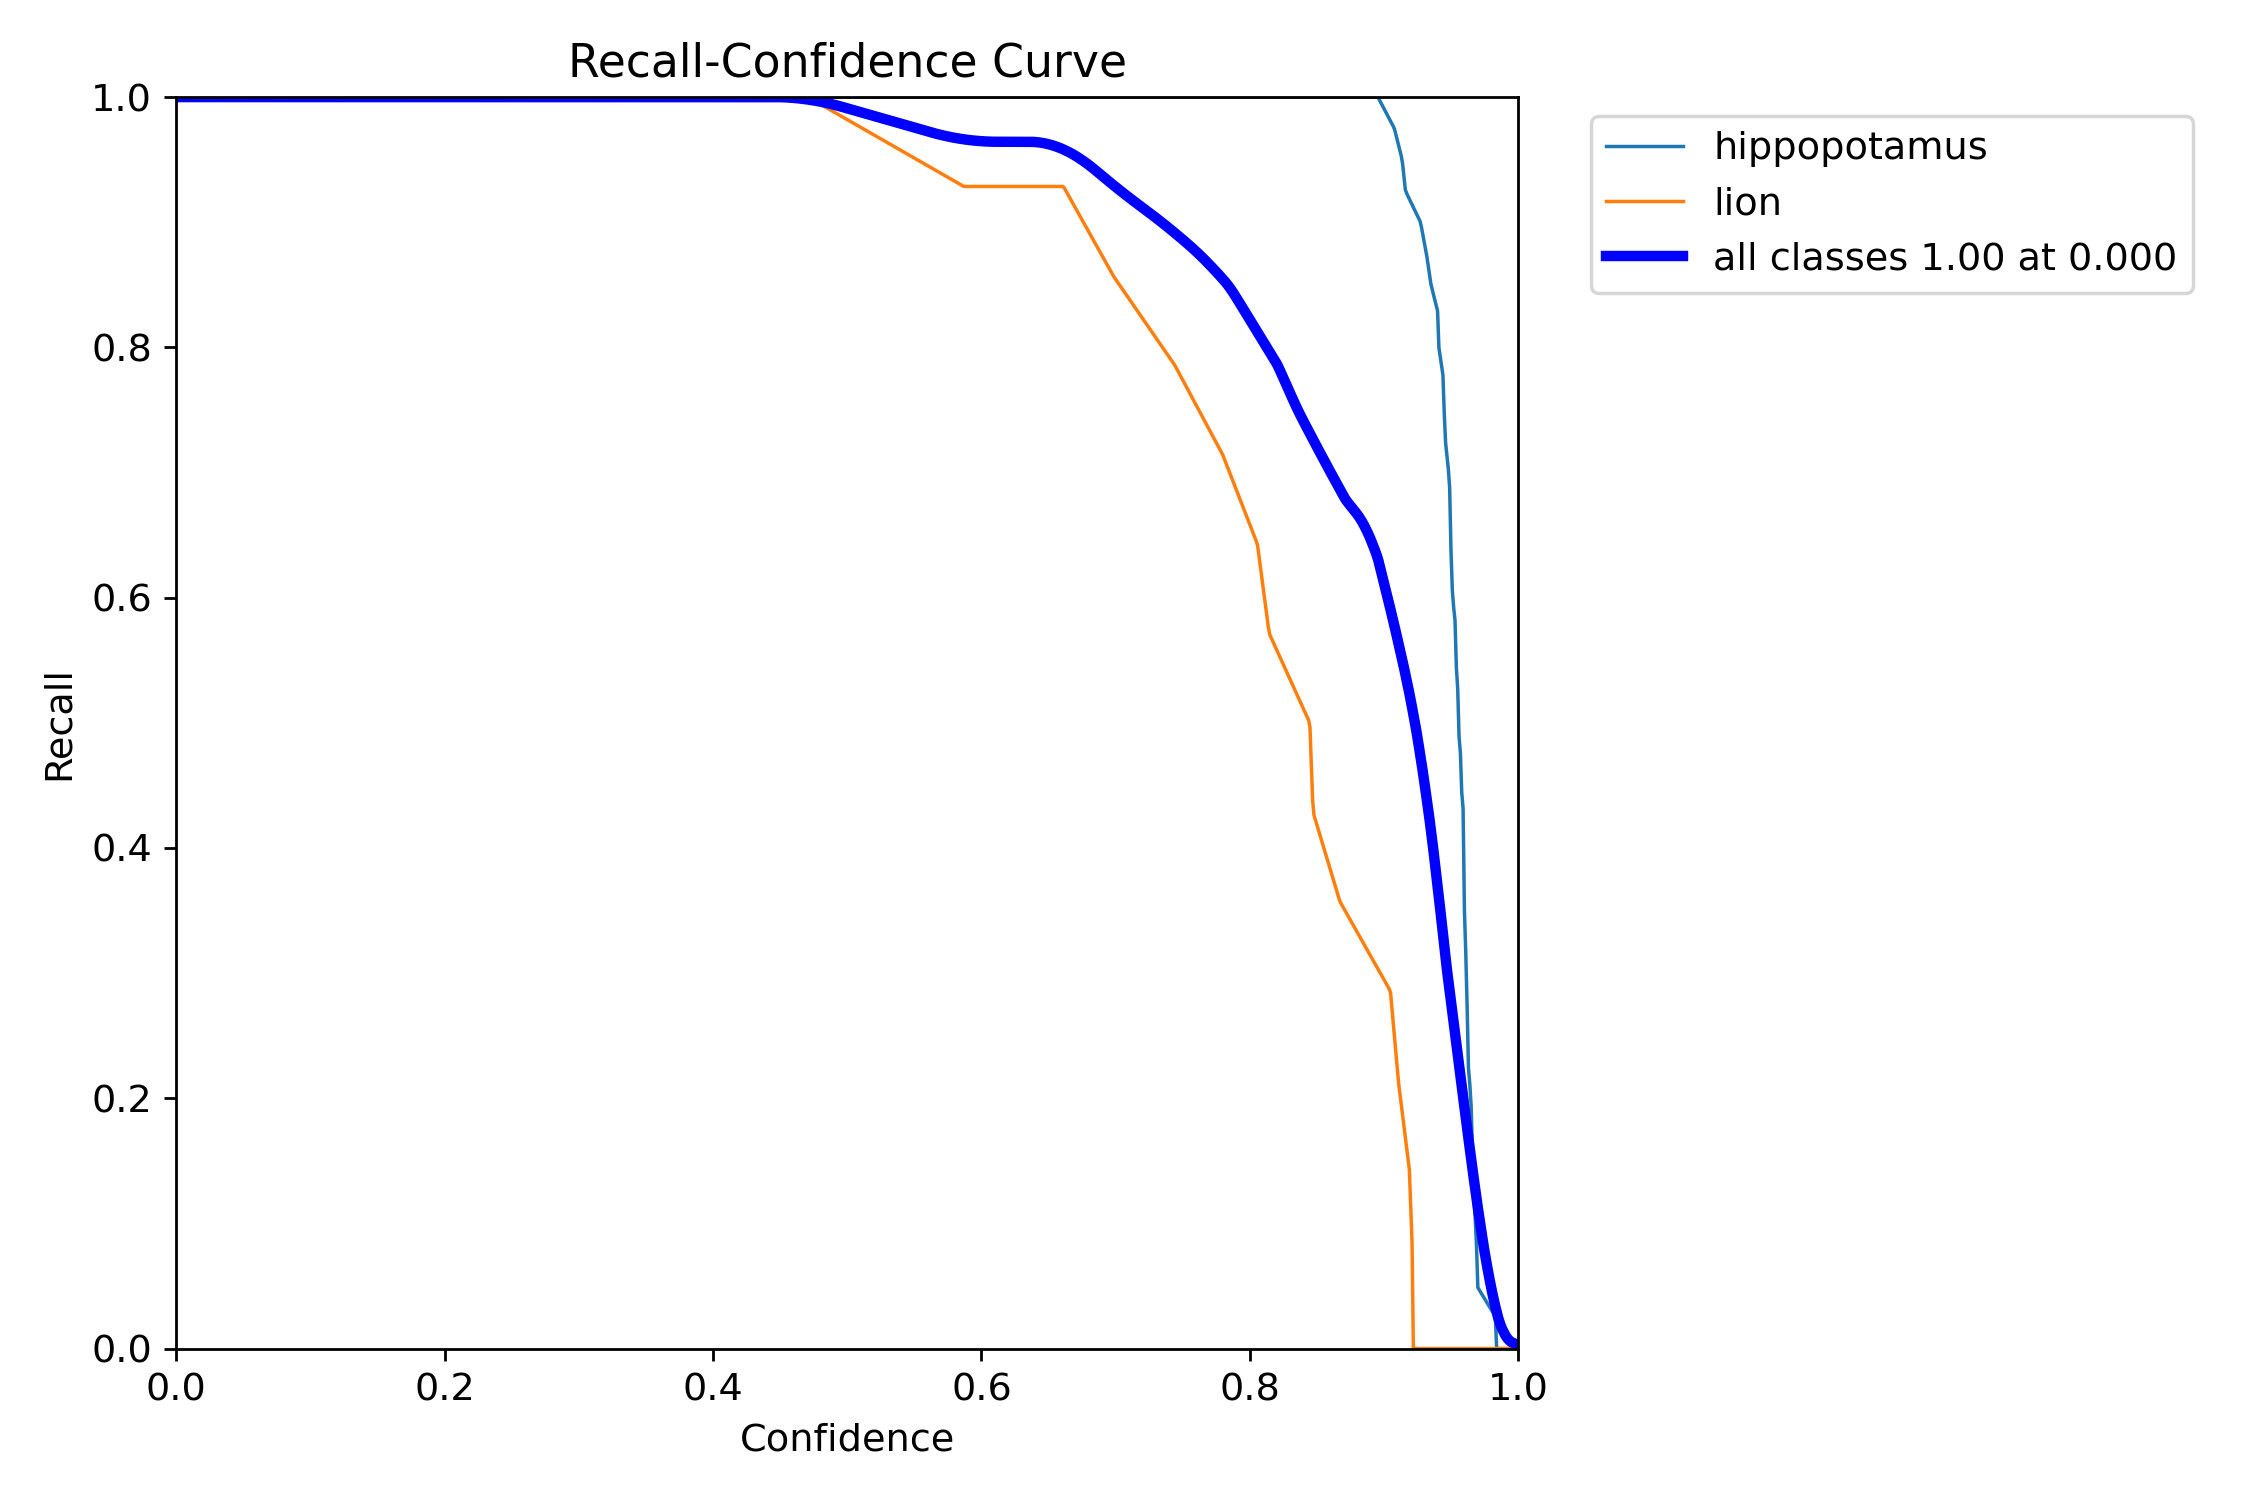 Recall-Confidence Curve
1.0
0.8
0.6
0.4
0.2
0.0
Recall
0.0 0.2 0.4 0.6 0.8 1.0
Confidence
hippopotamus
lion
all classes 1.00 at 0.000